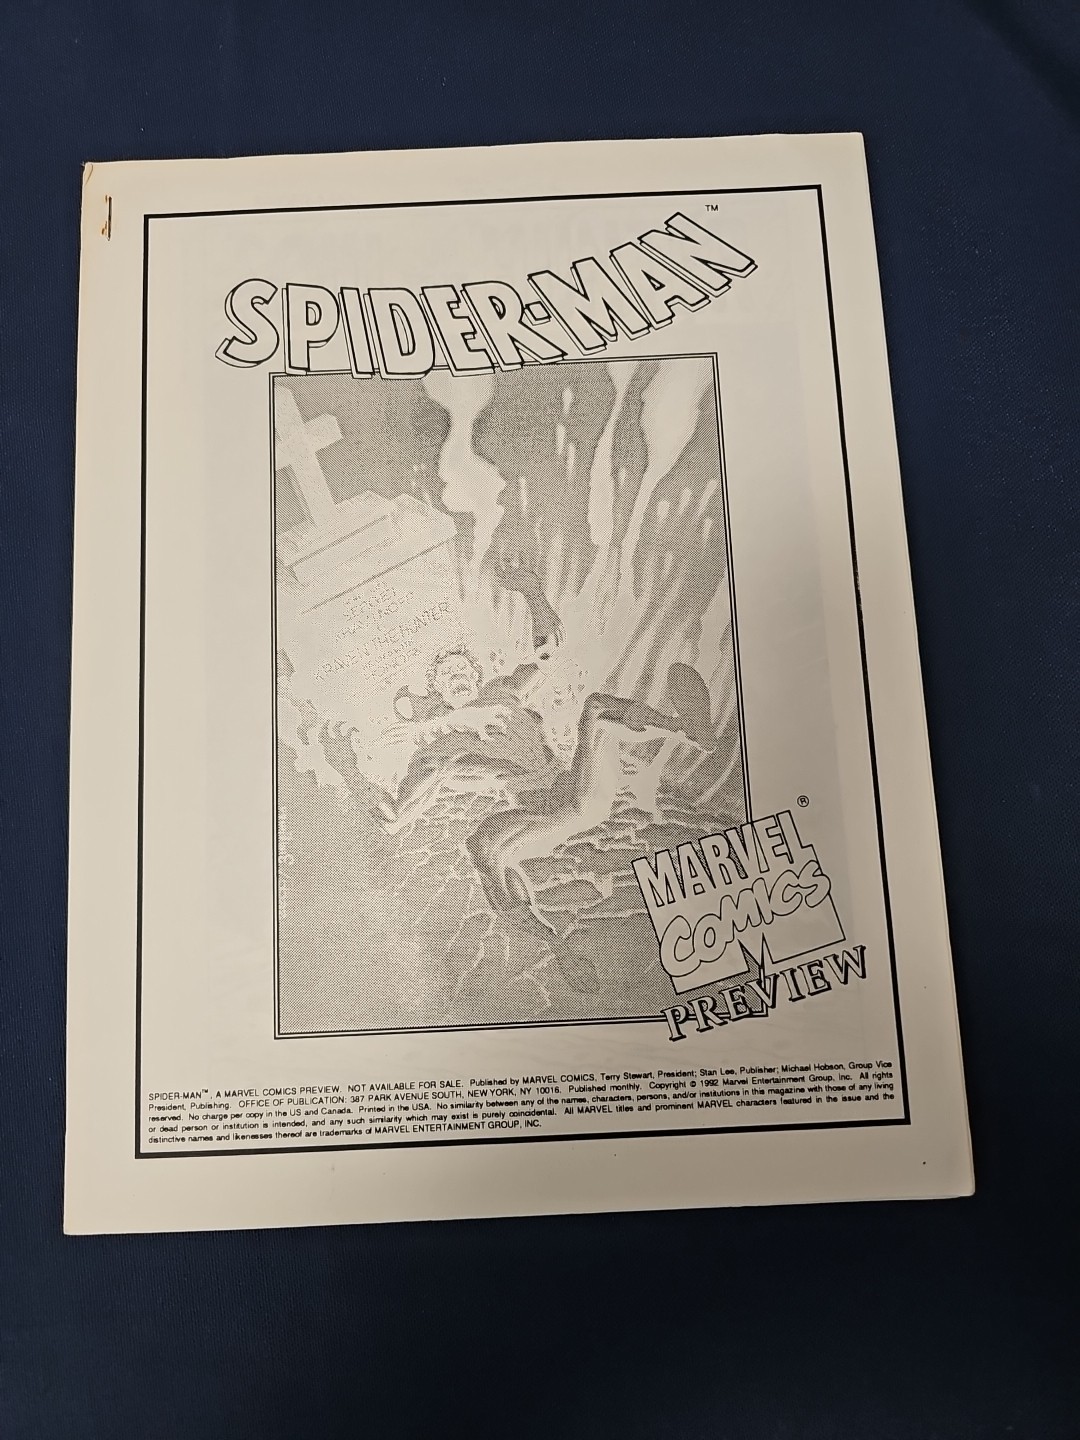 SPIDER-MAN™
SERGEI
KRAVINOFF
KRAVEN THE HUNTER
MARVEL®
COMICS
PREVIEW
SPIDER-MAN™, A MARVEL COMICS PREVIEW. NOT AVAILABLE FOR SALE. Published by MARVEL COMICS, Terry Stewart, President; Stan Lee, Publisher; Michael Hobson, Group Vice
President, Publishing. OFFICE OF PUBLICATION: 387 PARK AVENUE SOUTH, NEW YORK, NY 10016. Published monthly. Copyright © 1992 Marvel Entertainment Group, Inc. All rights
reserved. No charge per copy in the US and Canada. Printed in the USA. No similarity between any of the names, characters, persons, and/or institutions in this magazine with those of any living
or dead person or institution is intended, and any such similarity which may exist is purely coincidental. All MARVEL titles and prominent MARVEL characters featured in the issue and the
distinctive names and likenesses thereof are trademarks of MARVEL ENTERTAINMENT GROUP, INC.